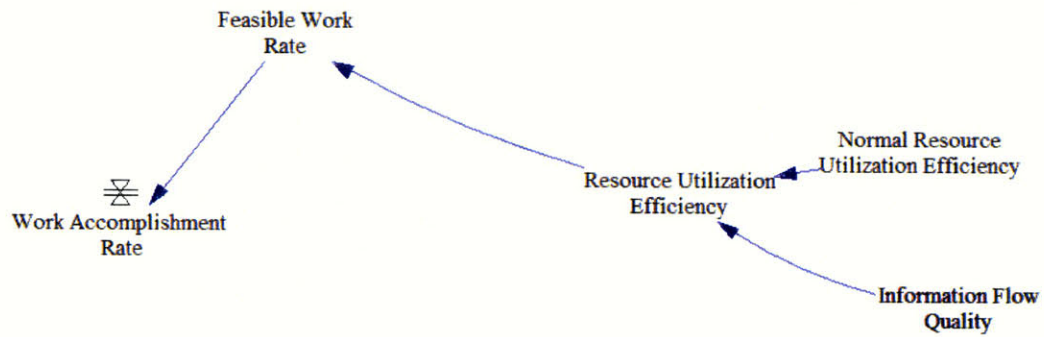 Feasible Work
Rate
Normal Resource
Utilization Efficiency
Resource Utilization
Efficiency
Work Accomplishment
Rate
Information Flow
Quality